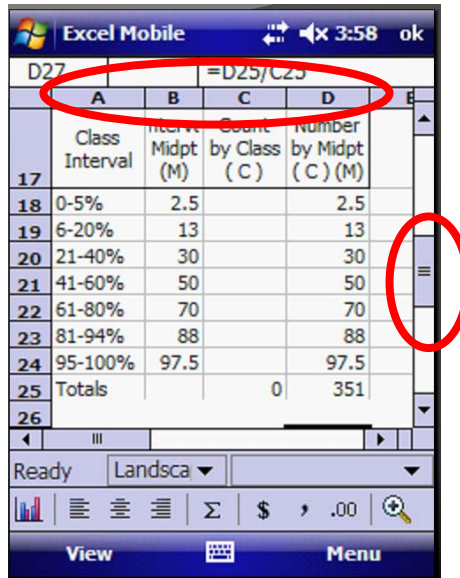 Excel Mobile 3:58 ok
D27 =D25/C25
A B C D E
Class Interval Midpt by Class by Midpt
17 (M) ( C ) ( C ) (M)
18 0-5% 2.5 2.5
19 6-20% 13 13
20 21-40% 30 30
21 41-60% 50 50
22 61-80% 70 70
23 81-94% 88 88
24 95-100% 97.5 97.5
25 Totals 0 351
26
Ready Landsca
Σ $ , .00
View Menu